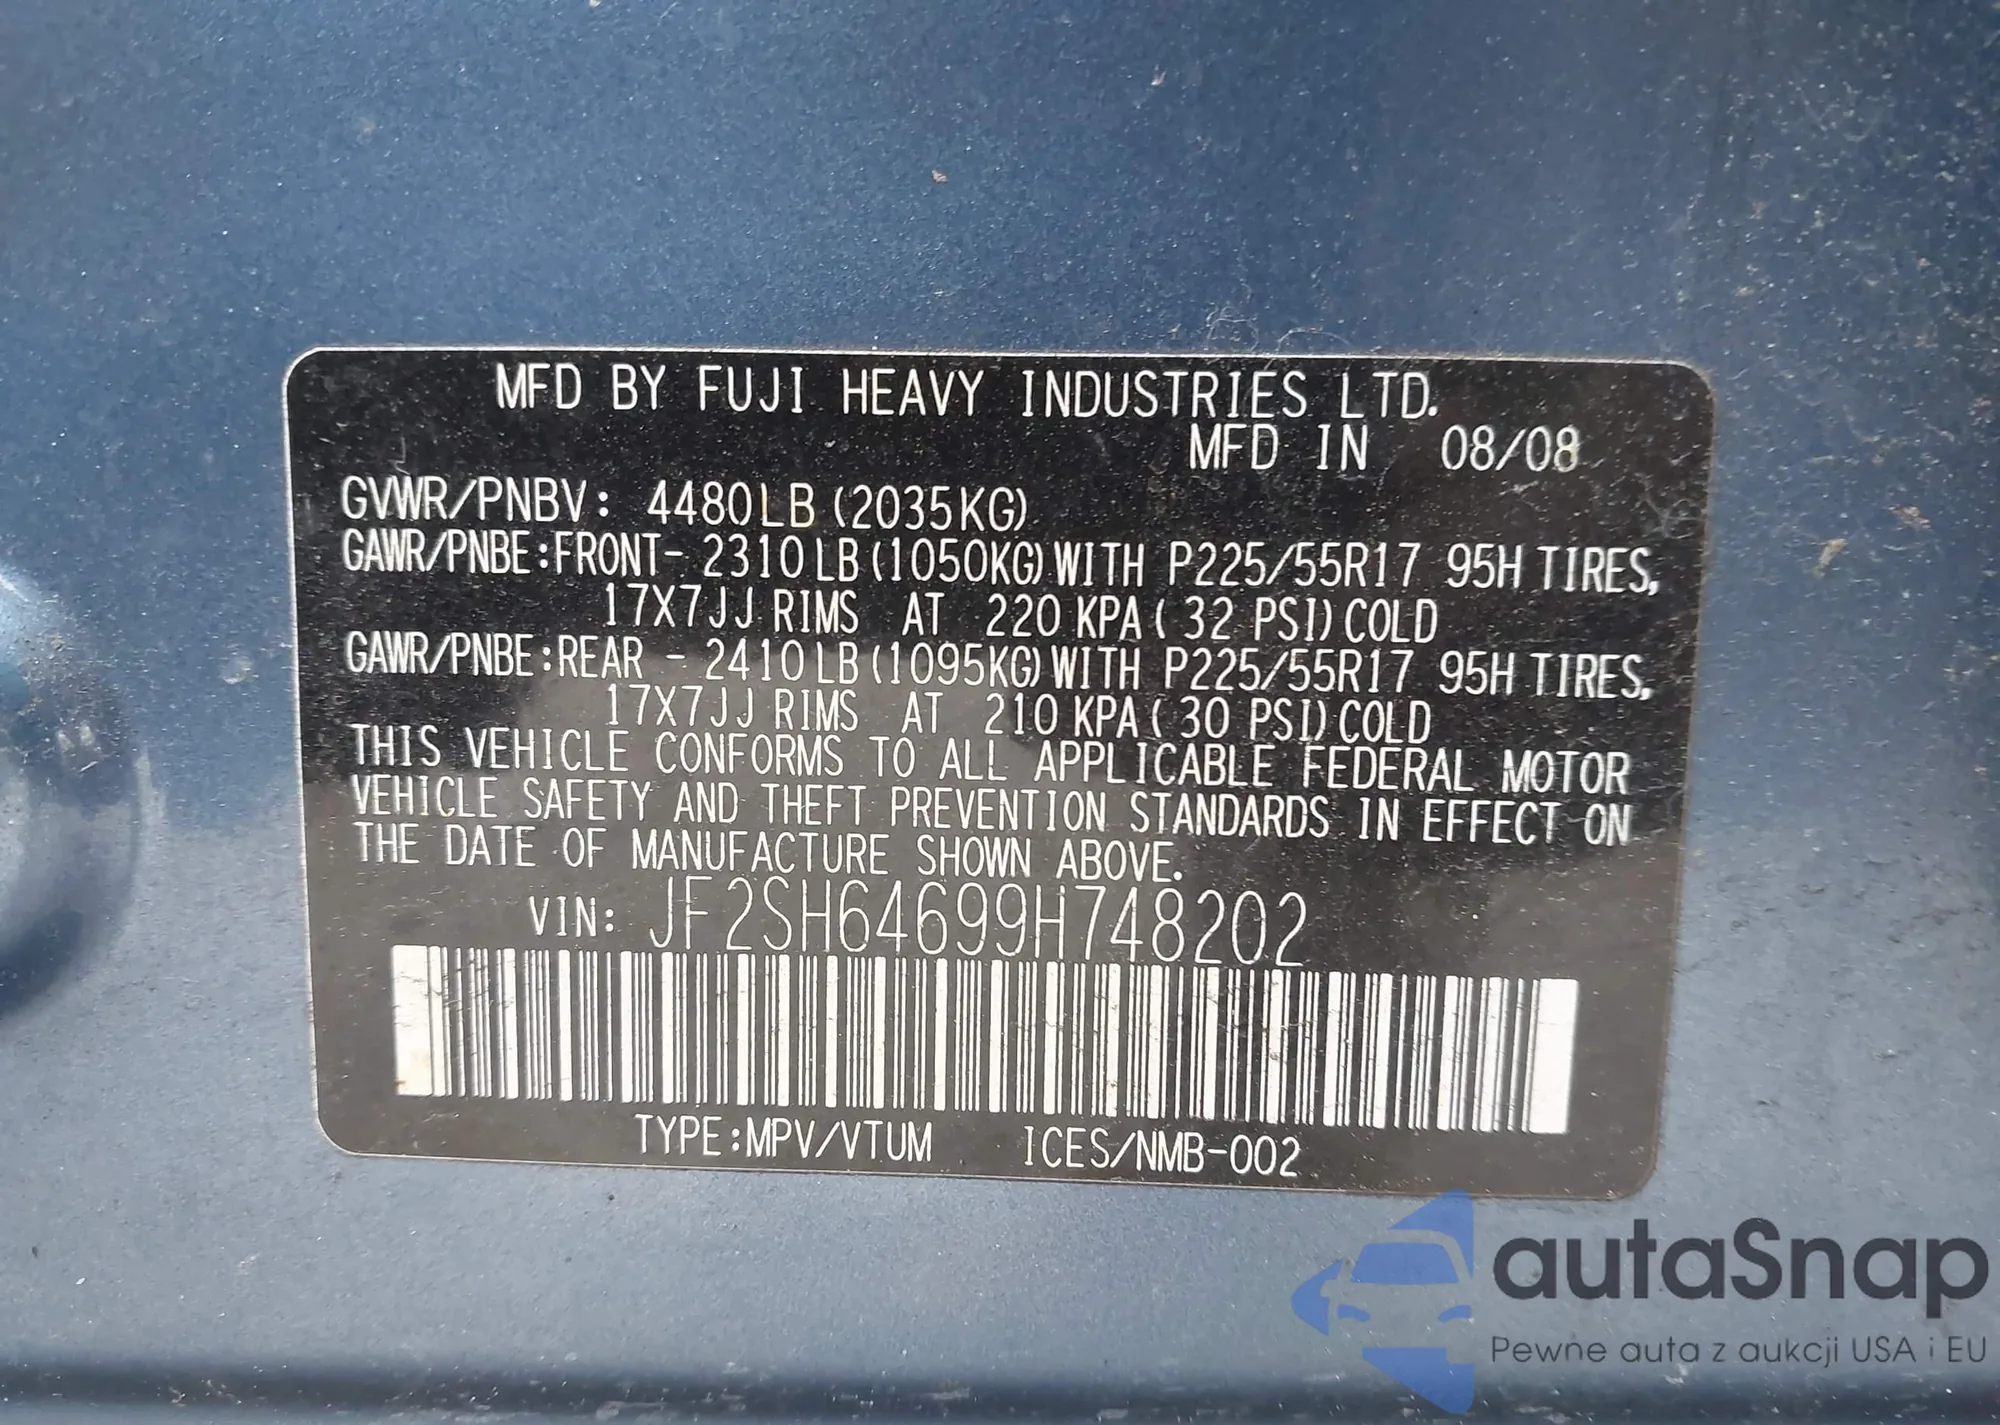 MFD BY FUJI HEAVY INDUSTRIES LTD.
MFD IN 08/08
GVWR/PNBV: 4480LB (2035KG)
GAWR/PNBE:FRONT- 2310LB(1050KG)WITH P225/55R17 95H TIRES,
17X7JJ RIMS AT 220 KPA( 32 PSI)COLD
GAWR/PNBE:REAR - 2410LB(1095KG)WITH P225/55R17 95H TIRES,
17X7JJ RIMS AT 210 KPA( 30 PSI)COLD
THIS VEHICLE CONFORMS TO ALL APPLICABLE FEDERAL MOTOR
VEHICLE SAFETY AND THEFT PREVENTION STANDARDS IN EFFECT ON
THE DATE OF MANUFACTURE SHOWN ABOVE.
VIN: JF2SH64699H748202
TYPE:MPV/VTUM ICES/NMB-002
autaSnap
Pewne auta z aukcji USA i EU